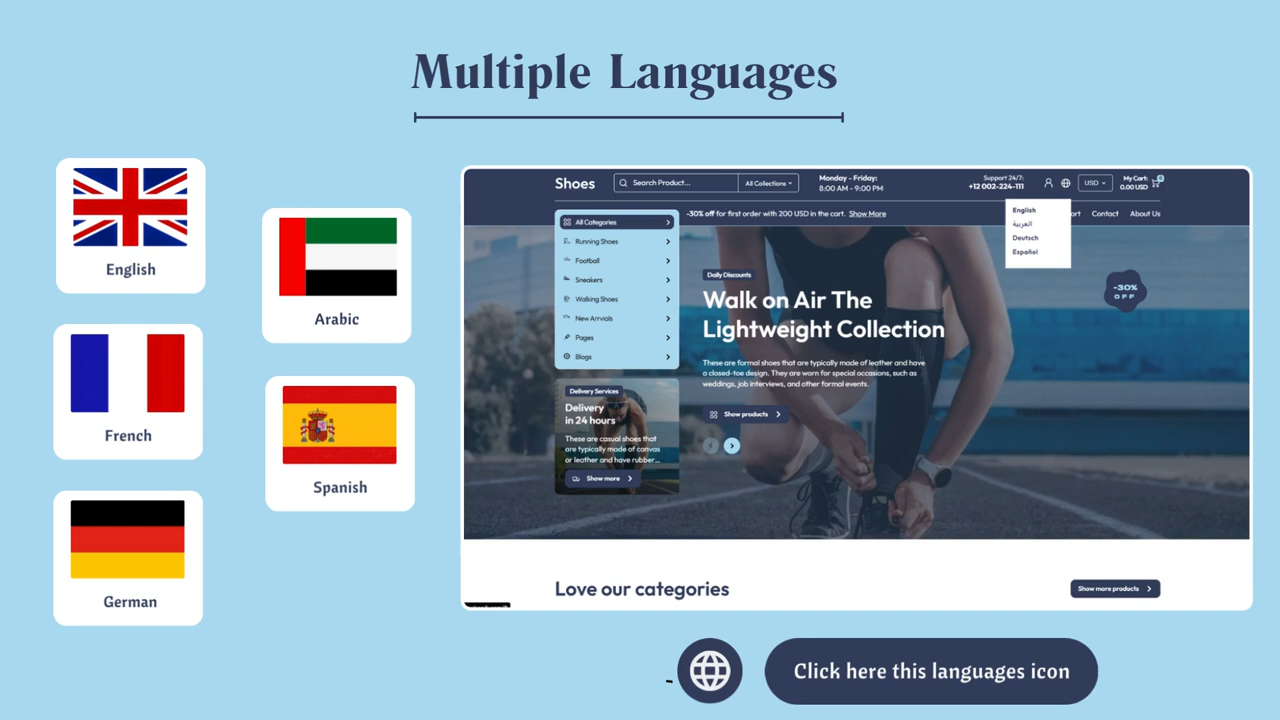 Multiple Languages
English
Arabic
French
Spanish
German
Shoes
Search Product...
All Collections
Monday - Friday:
8:00 AM - 9:00 PM
Support 24/7:
+12 002-224-111
USD
My Cart:
0.00 USD
0
-30% off for first order with 200 USD in the cart. Show More
Contact
About Us
English
العربية
Deutsch
Español
All Categories
Running Shoes
Football
Sneakers
Walking Shoes
New Arrvials
Pages
Blogs
Daily Discounts
Walk on Air The
Lightweight Collection
These are formal shoes that are typically made of leather and have
a closed-toe design. They are worn for special occasions, such as
weddings, job interviews, and other formal events.
Show products
-30%
OFF
Delivery Services
Delivery
in 24 hours
These are casual shoes that
are typically made of canvas
or leather and have rubber...
Show more
Love our categories
Show more products
Click here this languages icon